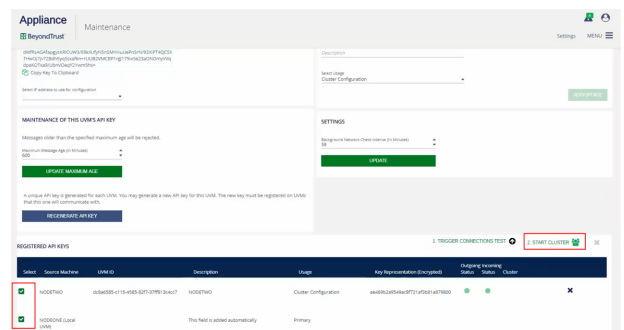 Appliance
BeyondTrust
Maintenance
Settings MENU
Copy Key To Clipboard
Select IP address to use for configuration
Description
Select Usage
Cluster Configuration
MAINTENANCE OF THIS UVM'S API KEY
Messages older than the specified maximum age will be rejected.
Maximum Message Age (In Minutes)
600
UPDATE MAXIMUM AGE
A unique API key is generated for each UVM. You may generate a new API key for this UVM. The new key must be registered on UVMs
that this one will communicate with.
REGENERATE API KEY
SETTINGS
Background Network Check Interval (In Minutes)
59
UPDATE
REGISTERED API KEYS
1. TRIGGER CONNECTIONS TEST
2. START CLUSTER
Select Source Machine UVM ID Description Usage Key Representation (Encrypted) Outgoing Status Incoming Status Cluster
NODETWO NODETWO Cluster Configuration
NODEONE (Local UVM) This field is added automatically Primary